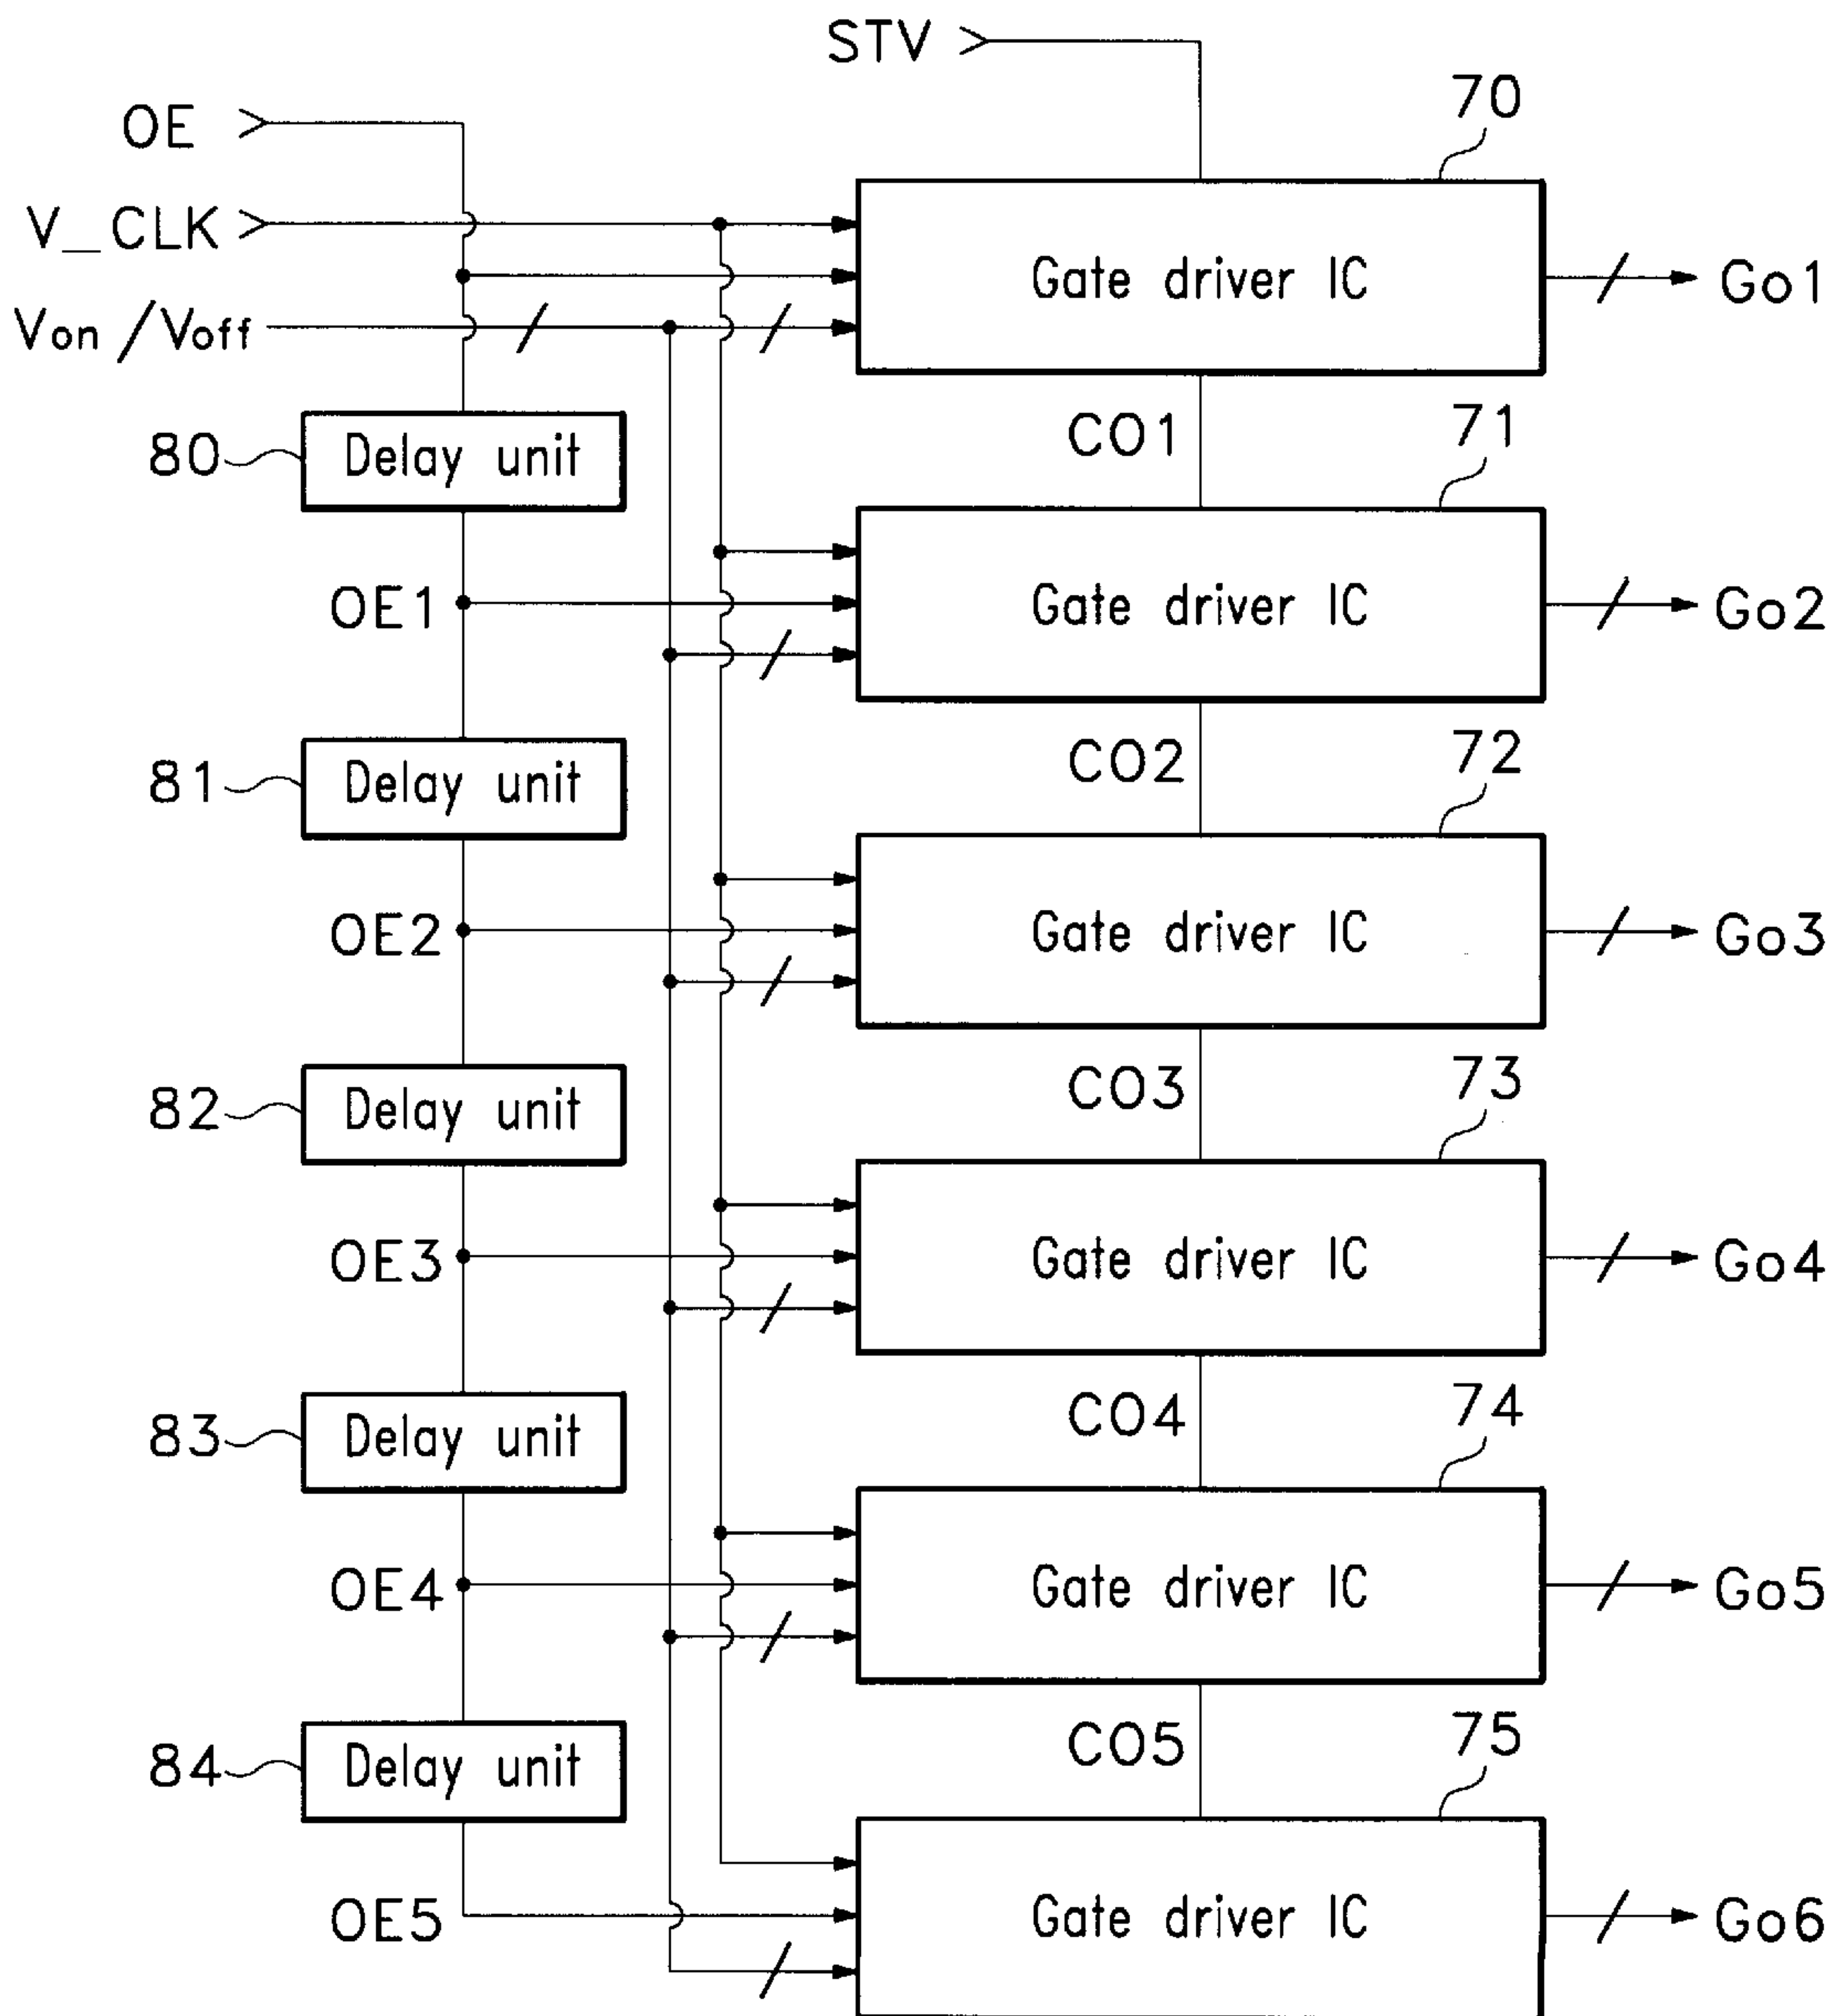 STV
70
OE
V_CLK
Gate driver IC
Go1
Von /Voff
CO1
71
80
Delay unit
OE1
Gate driver IC
Go2
CO2
72
81
Delay unit
OE2
Gate driver IC
Go3
CO3
73
82
Delay unit
OE3
Gate driver IC
Go4
CO4
74
83
Delay unit
OE4
Gate driver IC
Go5
CO5
75
84
Delay unit
OE5
Gate driver IC
Go6